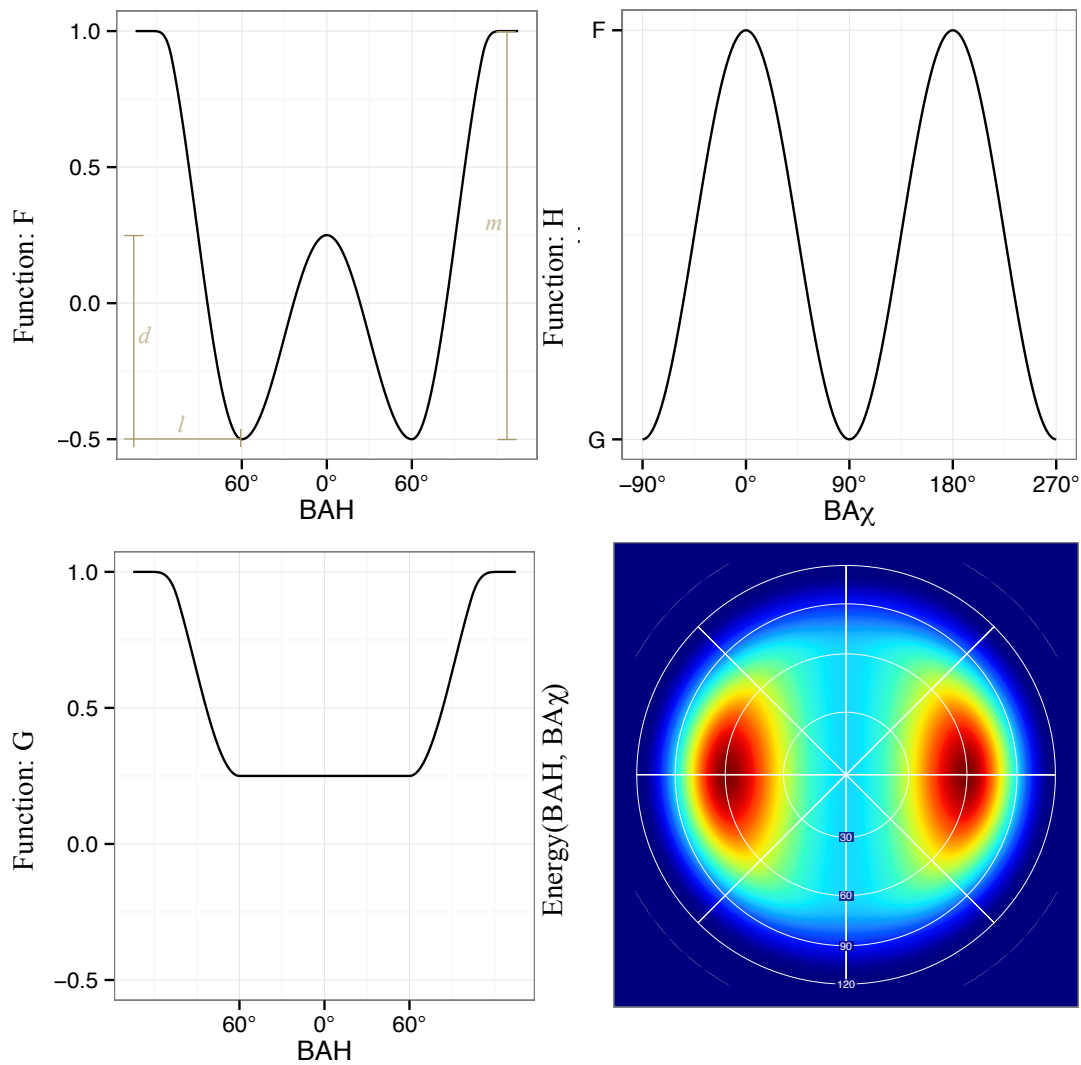 Function: F
1.0
0.5
0.0
−0.5
d
l
m
60°
0°
60°
BAH
Function: H
F
G
−90°
0°
90°
180°
270°
BAχ
Function: G
1.0
0.5
0.0
−0.5
60°
0°
60°
BAH
Energy(BAH, BAχ)
30
60
90
120